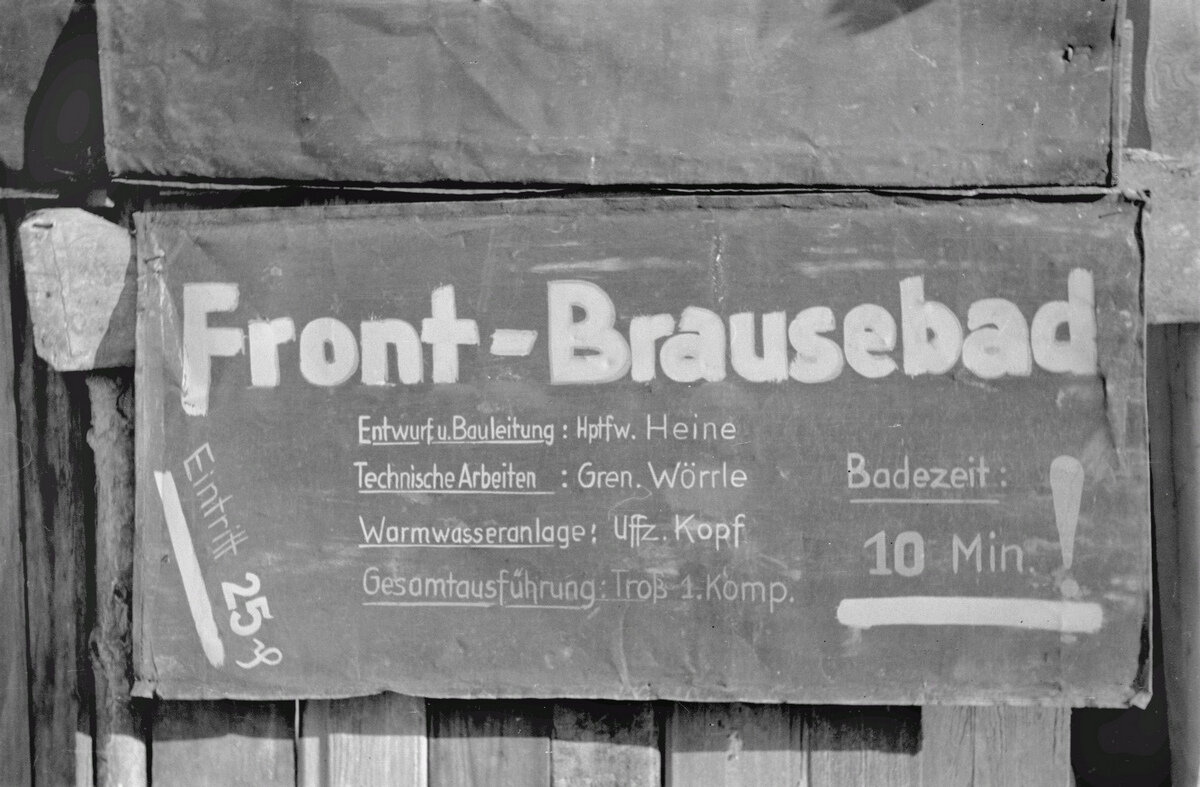 Front-Brausebad
Entwurf u. Bauleitung : Hptfw. Heine
Technische Arbeiten : Gren. Wörrle
Warmwasseranlage: Uffz. Kopf
Gesamtausführung: Troß 1. Komp.
Eintritt 25 ₰
Badezeit:
10 Min. !